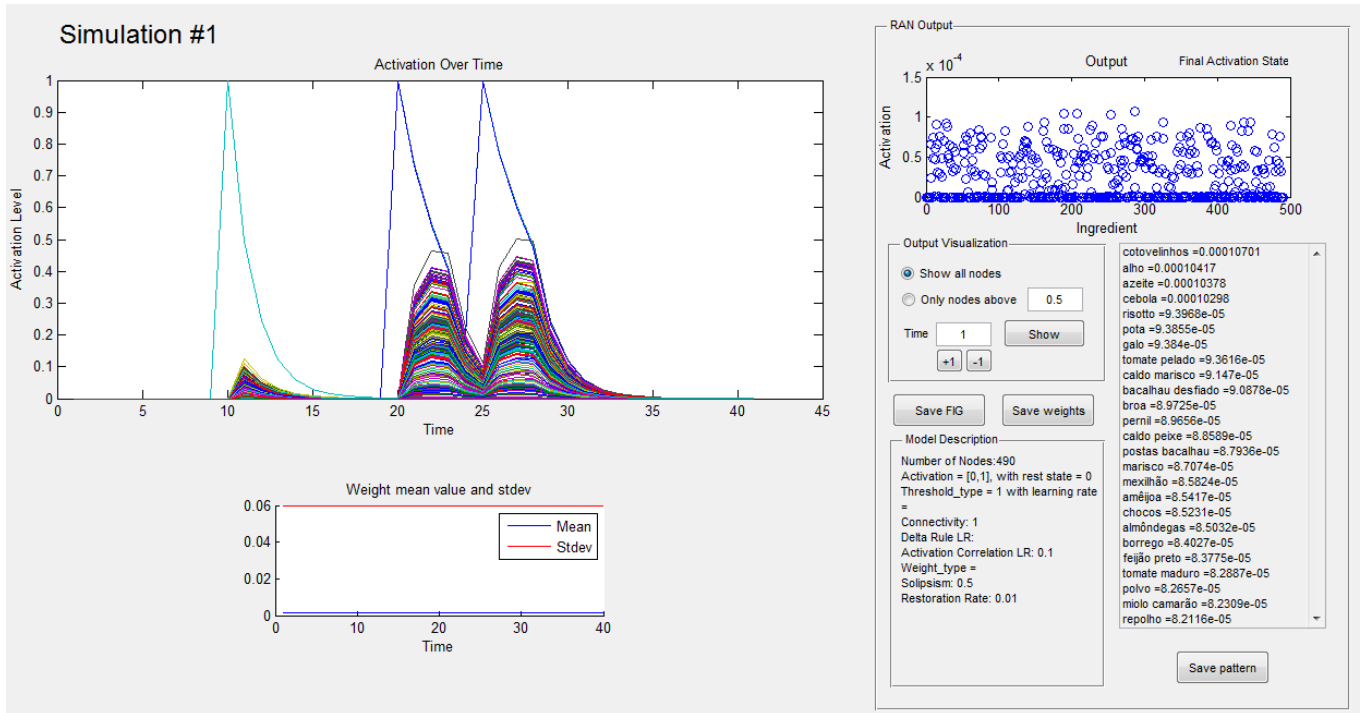 Simulation #1
Activation Over Time
Activation Level
1
0.9
0.8
0.7
0.6
0.5
0.4
0.3
0.2
0.1
0
0 5 10 15 20 25 30 35 40 45
Time
Weight mean value and stdev
0.06
0.04
0.02
0
Mean
Stdev
0 10 20 30 40
Time
RAN Output
x 10^-4
Output
Final Activation State
Activation
1.5
1
0.5
0
0 100 200 300 400 500
Ingredient
Output Visualization
Show all nodes
Only nodes above 0.5
Time 1 Show
+1 -1
Save FIG Save weights
Model Description
Number of Nodes:490
Activation = [0,1], with rest state = 0
Threshold_type = 1 with learning rate
=
Connectivity: 1
Delta Rule LR:
Activation Correlation LR: 0.1
Weight_type =
Solipsism: 0.5
Restoration Rate: 0.01
cotovelinhos =0.00010701
alho =0.00010417
azeite =0.00010378
cebola =0.00010298
risotto =9.3968e-05
pota =9.3855e-05
galo =9.384e-05
tomate pelado =9.3616e-05
caldo marisco =9.147e-05
bacalhau desfiado =9.0878e-05
broa =8.9725e-05
pernil =8.9656e-05
caldo peixe =8.8589e-05
postas bacalhau =8.7936e-05
marisco =8.7074e-05
mexilhão =8.5824e-05
amêijoa =8.5417e-05
chocos =8.5231e-05
almôndegas =8.5032e-05
borrego =8.4027e-05
feijão preto =8.3775e-05
tomate maduro =8.2887e-05
polvo =8.2657e-05
miolo camarão =8.2309e-05
repolho =8.2116e-05
Save pattern